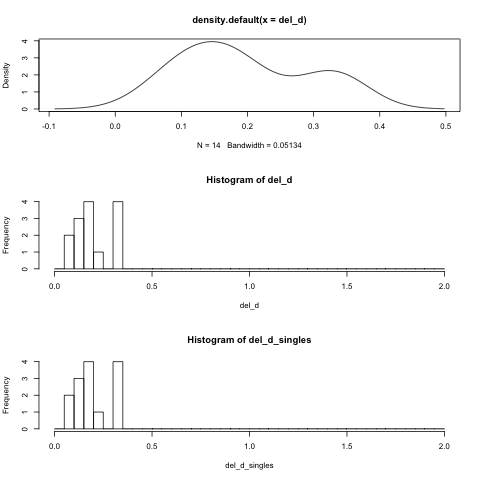 density.default(x = del_d)
Density
0 1 2 3 4
-0.1 0.0 0.1 0.2 0.3 0.4 0.5
N = 14 Bandwidth = 0.05134
Histogram of del_d
Frequency
0 1 2 3 4
0.0 0.5 1.0 1.5 2.0
del_d
Histogram of del_d_singles
Frequency
0 1 2 3 4
0.0 0.5 1.0 1.5 2.0
del_d_singles